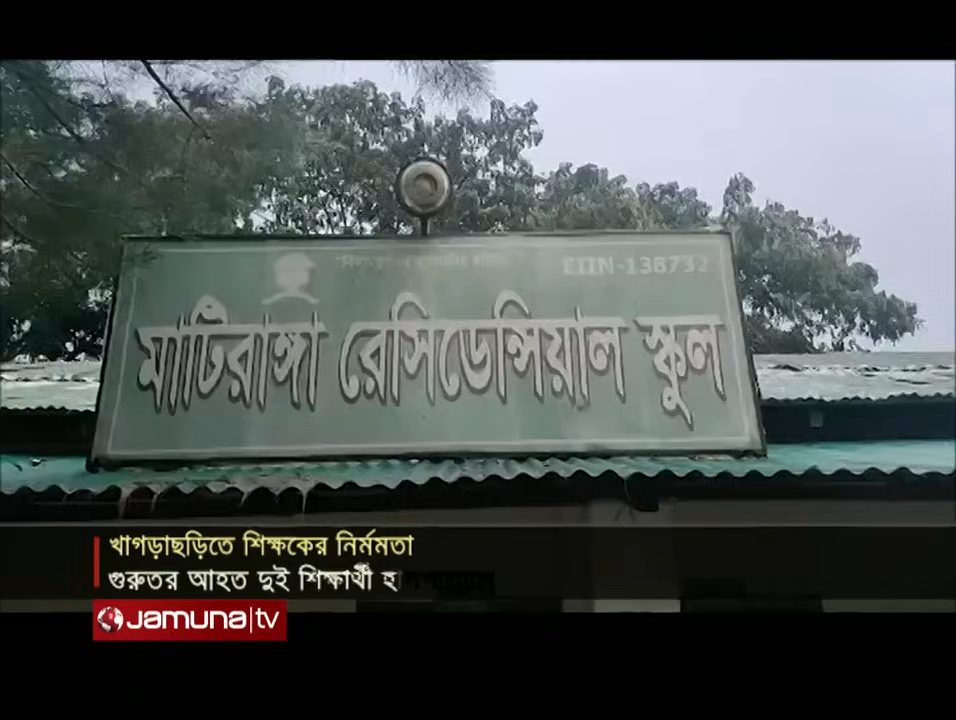 EIIN-138732
মাটিরাঙ্গা রেসিডেন্সিয়াল স্কুল
খাগড়াছড়িতে শিক্ষকের নির্মমতা
গুরুতর আহত দুই শিক্ষার্থী হ
JAMUNA|tv